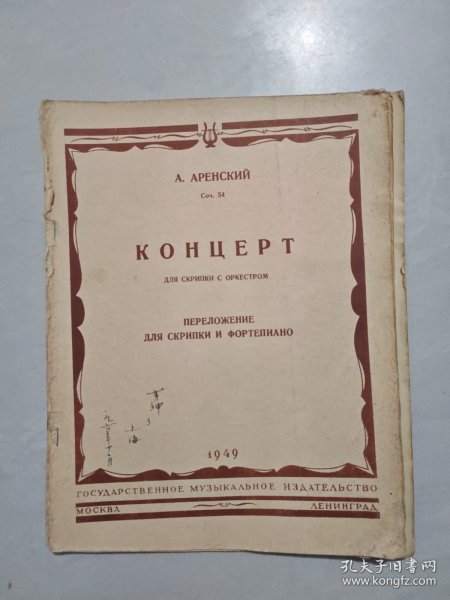 А. АРЕНСКИЙ
Соч. 54
КОНЦЕРТ
ДЛЯ СКРИПКИ С ОРКЕСТРОМ
ПЕРЕЛОЖЕНИЕ
ДЛЯ СКРИПКИ И ФОРТЕПИАНО
上海
1949
ГОСУДАРСТВЕННОЕ МУЗЫКАЛЬНОЕ ИЗДАТЕЛЬСТВО
МОСКВА ЛЕНИНГРАД
孔夫子旧书网
www.kongfz.com